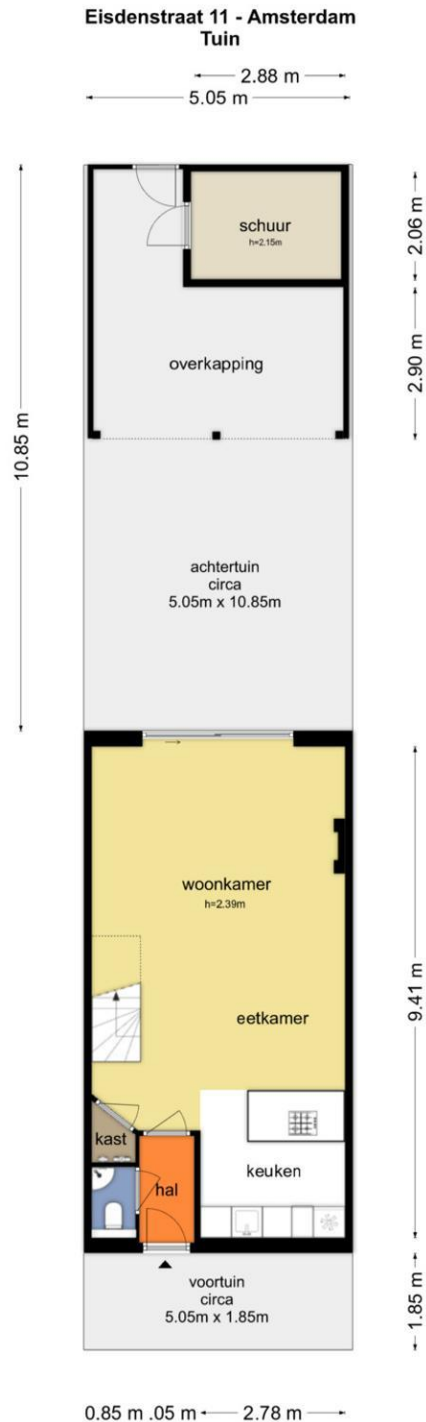 Eisdenstraat 11 - Amsterdam
Tuin
2.88 m
5.05 m
schuur
h=2.15m
2.06 m
overkapping
2.90 m
10.85 m
achtertuin
circa
5.05m x 10.85m
woonkamer
h=2.39m
eetkamer
9.41 m
kast
hal
keuken
voortuin
circa
5.05m x 1.85m
1.85 m
0.85 m .05 m 2.78 m